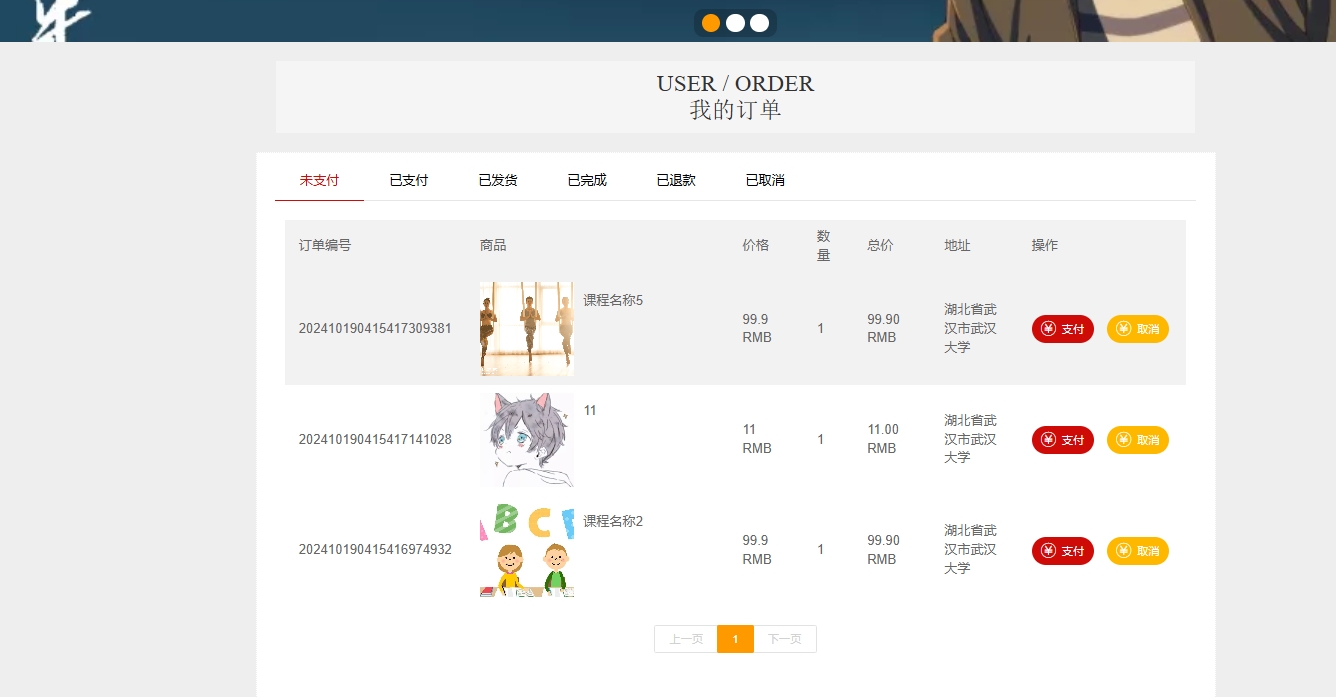 USER / ORDER
我的订单
未支付 已支付 已发货 已完成 已退款 已取消
订单编号 商品 价格 数量 总价 地址 操作
202410190415417309381 课程名称5 99.9 RMB 1 99.90 RMB 湖北省武汉市武汉大学 支付 取消
202410190415417141028 11 11 RMB 1 11.00 RMB 湖北省武汉市武汉大学 支付 取消
ABC
202410190415416974932 课程名称2 99.9 RMB 1 99.90 RMB 湖北省武汉市武汉大学 支付 取消
上一页 1 下一页